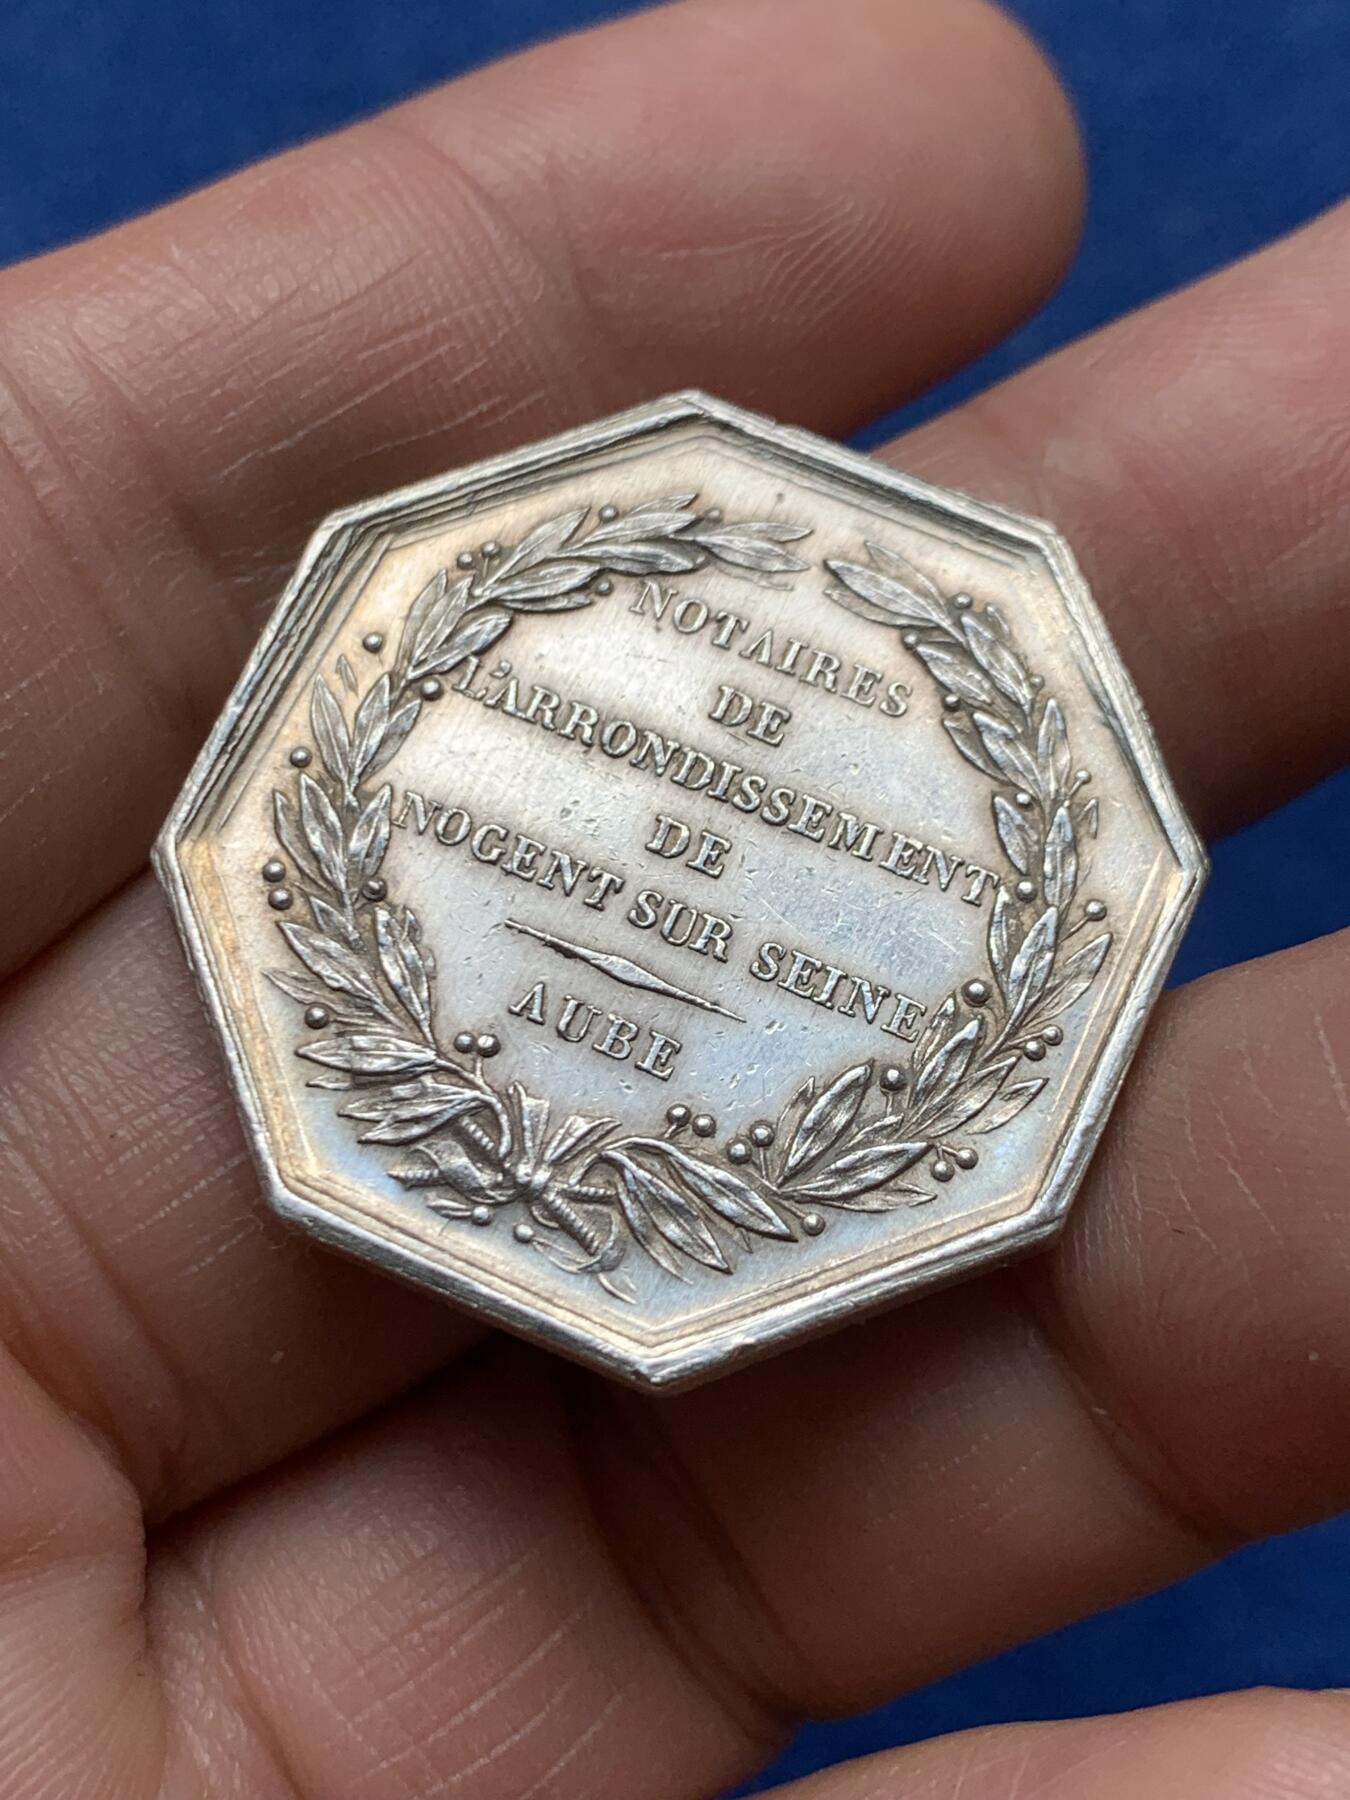 NOTAIRES
DE
L'ARRONDISSEMENT
DE
NOGENT SUR SEINE
AUBE